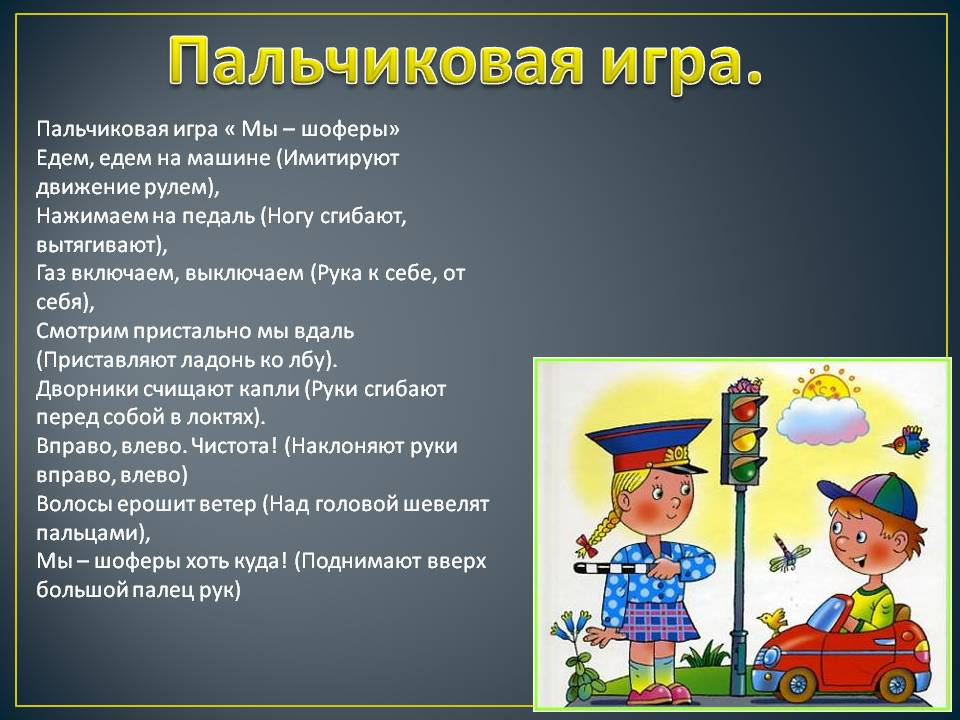 Пальчиковая игра.
Пальчиковая игра « Мы – шоферы»
Едем, едем на машине (Имитируют
движение рулем),
Нажимаем на педаль (Ногу сгибают,
вытягивают),
Газ включаем, выключаем (Рука к себе, от
себя),
Смотрим пристально мы вдаль
(Приставляют ладонь ко лбу).
Дворники счищают капли (Руки сгибают
перед собой в локтях).
Вправо, влево. Чистота! (Наклоняют руки
вправо, влево)
Волосы ерошит ветер (Над головой шевелят
пальцами),
Мы – шоферы хоть куда! (Поднимают вверх
большой палец рук)